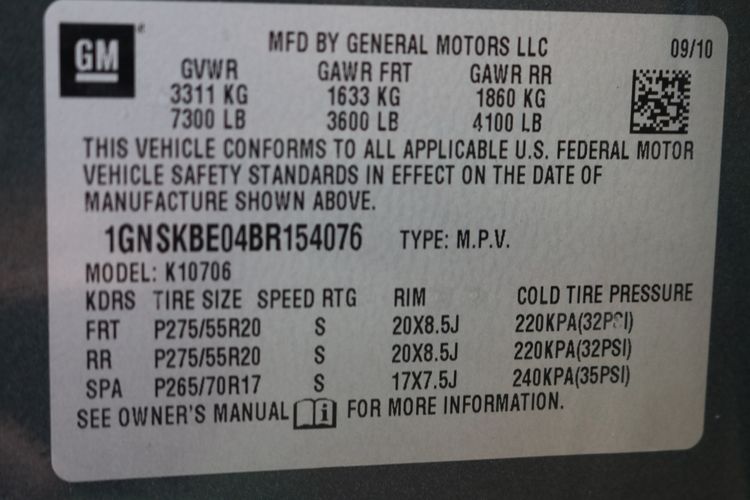 GM
MFD BY GENERAL MOTORS LLC 09/10
GVWR GAWR FRT GAWR RR
3311 KG 1633 KG 1860 KG
7300 LB 3600 LB 4100 LB
THIS VEHICLE CONFORMS TO ALL APPLICABLE U.S. FEDERAL MOTOR
VEHICLE SAFETY STANDARDS IN EFFECT ON THE DATE OF
MANUFACTURE SHOWN ABOVE.
1GNSKBE04BR154076 TYPE: M.P.V.
MODEL: K10706
KDRS TIRE SIZE SPEED RTG RIM COLD TIRE PRESSURE
FRT P275/55R20 S 20X8.5J 220KPA(32PSI)
RR P275/55R20 S 20X8.5J 220KPA(32PSI)
SPA P265/70R17 S 17X7.5J 240KPA(35PSI)
SEE OWNER'S MANUAL i FOR MORE INFORMATION.